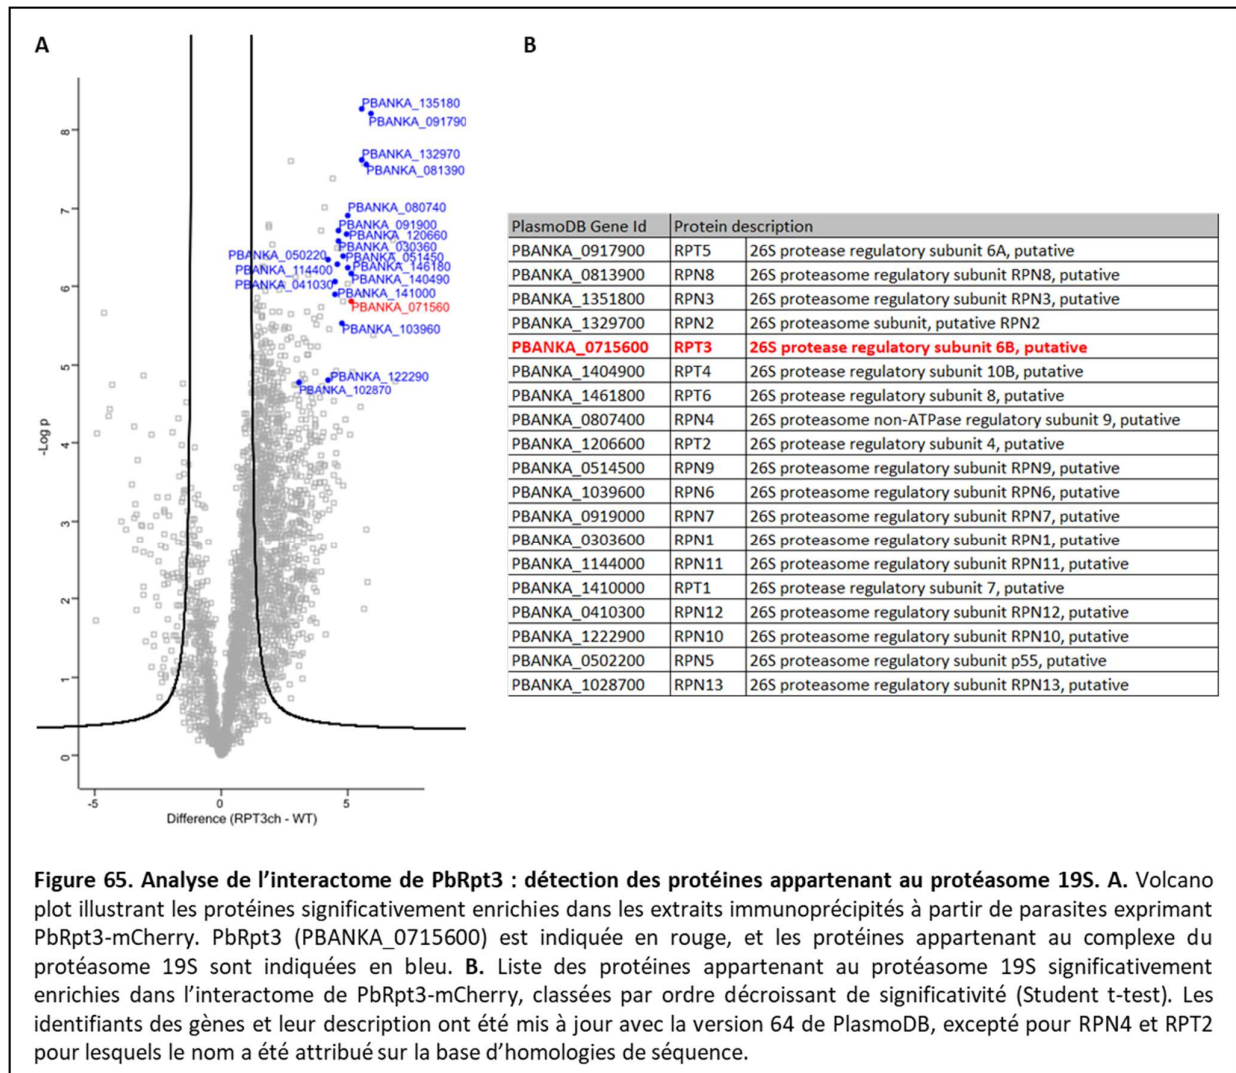 A
B
8
7
6
5
4
3
2
1
0
-Log p
-5 0 5
Difference (RPT3ch - WT)
PBANKA_135180
PBANKA_091790
PBANKA_132970
PBANKA_081390
PBANKA_080740
PBANKA_091900
PBANKA_120660
PBANKA_030360
PBANKA_050220
PBANKA_051450
PBANKA_114400
PBANKA_146180
PBANKA_041030
PBANKA_140490
PBANKA_141000
PBANKA_071560
PBANKA_103960
PBANKA_122290
PBANKA_102870
PlasmoDB Gene Id Protein description
PBANKA_0917900 RPT5 26S protease regulatory subunit 6A, putative
PBANKA_0813900 RPN8 26S proteasome regulatory subunit RPN8, putative
PBANKA_1351800 RPN3 26S proteasome regulatory subunit RPN3, putative
PBANKA_1329700 RPN2 26S proteasome subunit, putative RPN2
PBANKA_0715600 RPT3 26S protease regulatory subunit 6B, putative
PBANKA_1404900 RPT4 26S protease regulatory subunit 10B, putative
PBANKA_1461800 RPT6 26S protease regulatory subunit 8, putative
PBANKA_0807400 RPN4 26S proteasome non-ATPase regulatory subunit 9, putative
PBANKA_1206600 RPT2 26S protease regulatory subunit 4, putative
PBANKA_0514500 RPN9 26S proteasome regulatory subunit RPN9, putative
PBANKA_1039600 RPN6 26S proteasome regulatory subunit RPN6, putative
PBANKA_0919000 RPN7 26S proteasome regulatory subunit RPN7, putative
PBANKA_0303600 RPN1 26S proteasome regulatory subunit RPN1, putative
PBANKA_1144000 RPN11 26S proteasome regulatory subunit RPN11, putative
PBANKA_1410000 RPT1 26S protease regulatory subunit 7, putative
PBANKA_0410300 RPN12 26S proteasome regulatory subunit RPN12, putative
PBANKA_1222900 RPN10 26S proteasome regulatory subunit RPN10, putative
PBANKA_0502200 RPN5 26S proteasome regulatory subunit p55, putative
PBANKA_1028700 RPN13 26S proteasome regulatory subunit RPN13, putative
Figure 65. Analyse de l’interactome de PbRpt3 : détection des protéines appartenant au protéasome 19S. A. Volcano
plot illustrant les protéines significativement enrichies dans les extraits immunoprécipités à partir de parasites exprimant
PbRpt3-mCherry. PbRpt3 (PBANKA_0715600) est indiquée en rouge, et les protéines appartenant au complexe du
protéasome 19S sont indiquées en bleu. B. Liste des protéines appartenant au protéasome 19S significativement
enrichies dans l’interactome de PbRpt3-mCherry, classées par ordre décroissant de significativité (Student t-test). Les
identifiants des gènes et leur description ont été mis à jour avec la version 64 de PlasmoDB, excepté pour RPN4 et RPT2
pour lesquels le nom a été attribué sur la base d’homologies de séquence.